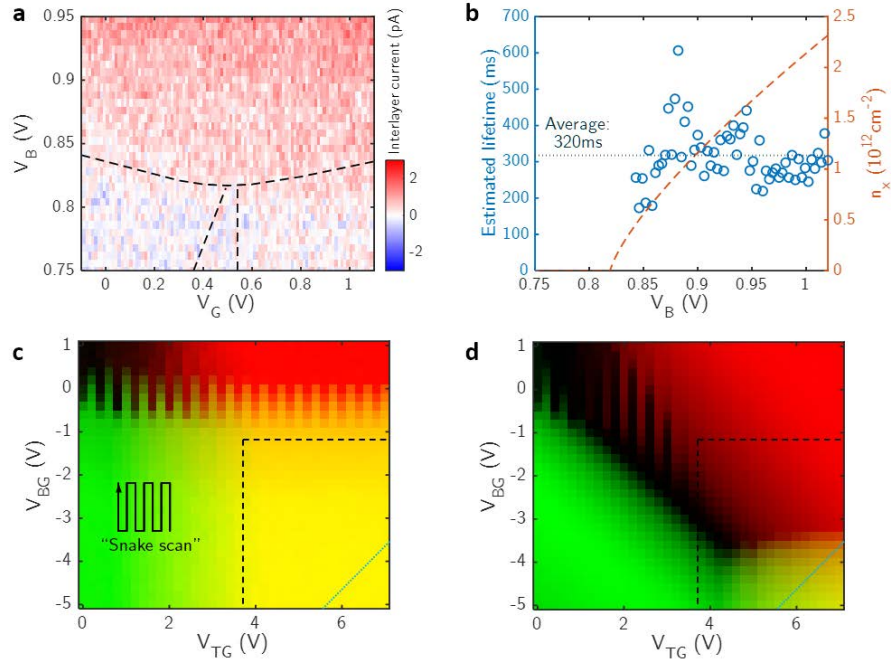 a
0.95
0.9
0.85
0.8
0.75
V_B (V)
0 0.2 0.4 0.6 0.8 1
V_G (V)
Interlayer current (pA)
2
0
-2
b
700
600
500
400
300
200
100
0
Estimated lifetime (ms)
Average:
320ms
0.75 0.8 0.85 0.9 0.95 1
V_B (V)
2.5
2
1.5
1
0.5
0
n_x (10^12 cm^-2)
c
1
0
-1
-2
-3
-4
-5
V_BG (V)
"Snake scan"
0 2 4 6
V_TG (V)
d
1
0
-1
-2
-3
-4
-5
V_BG (V)
0 2 4 6
V_TG (V)